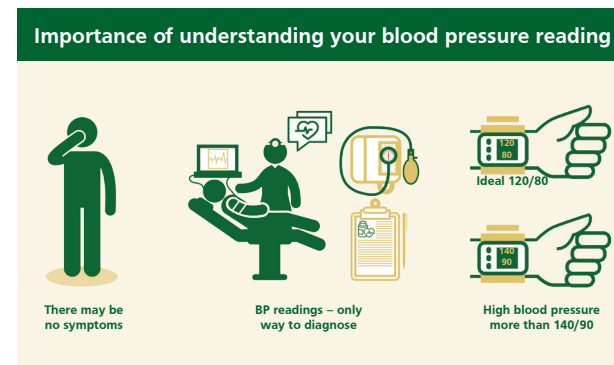 Importance of understanding your blood pressure reading
120
80
Ideal 120/80
140
90
There may be
no symptoms
BP readings – only
way to diagnose
High blood pressure
more than 140/90